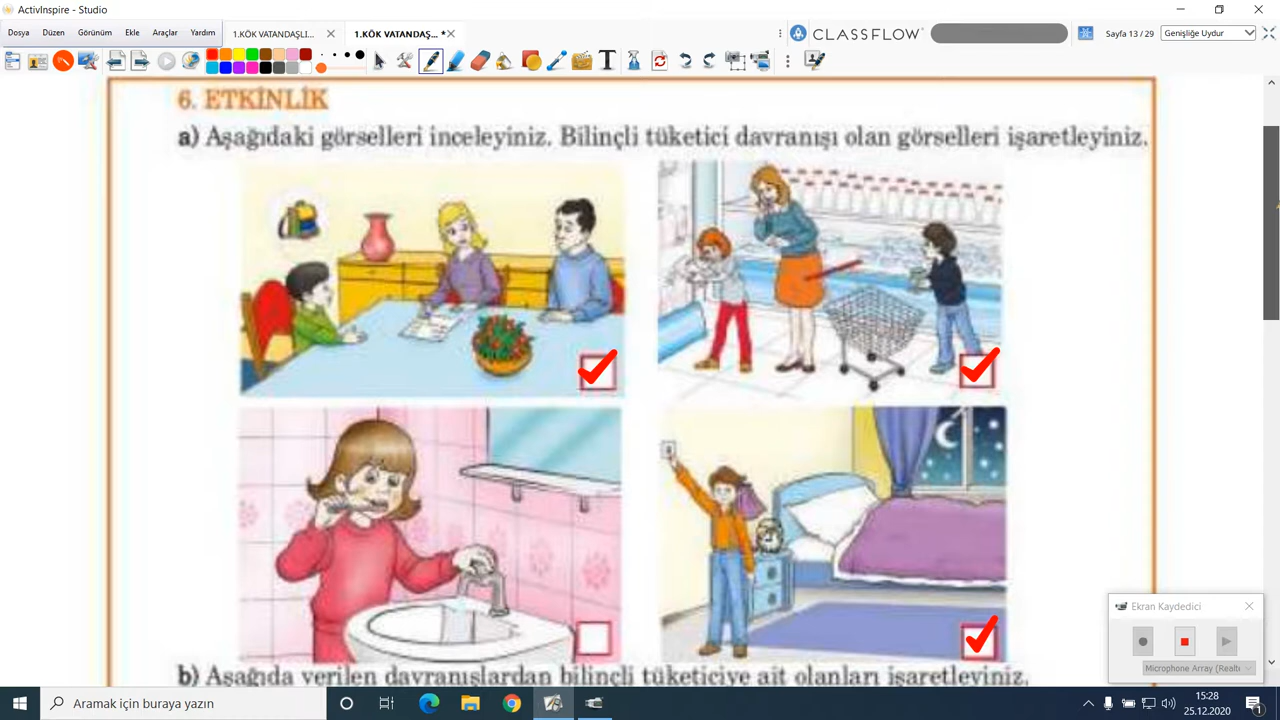 ActivInspire - Studio
Dosya Düzen Görünüm Ekle Araçlar Yardım
1.KÖK VATANDAŞLI...
1.KÖK VATANDAŞ... *
CLASSFLOW
Sayfa 13 / 29
Genişliğe Uydur
6. ETKİNLİK
a) Aşağıdaki görselleri inceleyiniz. Bilinçli tüketici davranışı olan görselleri işaretleyiniz.
b) Aşağıda verilen davranışlardan bilinçli tüketiciye ait olanları işaretleyiniz.
Ekran Kaydedici
Microphone Array (Realt
Aramak için buraya yazın
15:28
25.12.2020
1